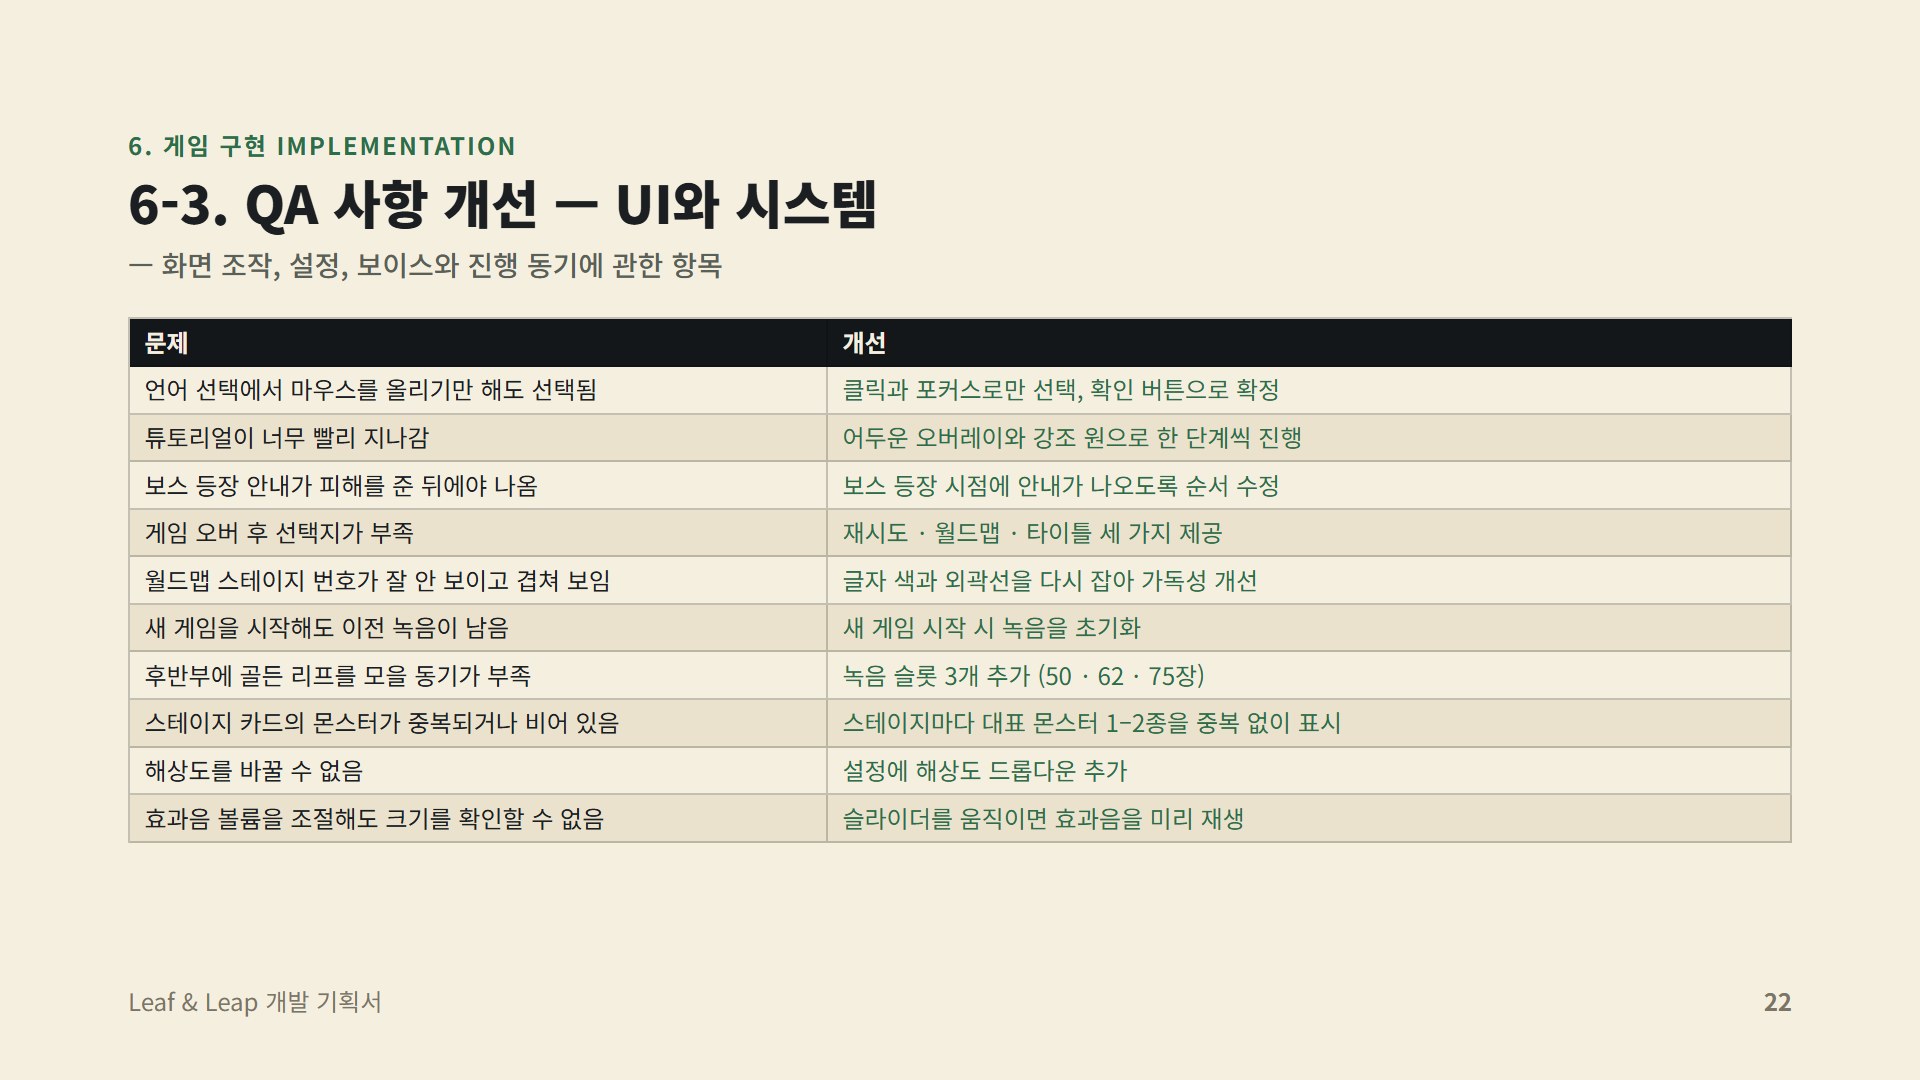 6. 게임 구현 IMPLEMENTATION
6-3. QA 사항 개선 — UI와 시스템
— 화면 조작, 설정, 보이스와 진행 동기에 관한 항목
문제 개선
언어 선택에서 마우스를 올리기만 해도 선택됨 클릭과 포커스로만 선택, 확인 버튼으로 확정
튜토리얼이 너무 빨리 지나감 어두운 오버레이와 강조 원으로 한 단계씩 진행
보스 등장 안내가 피해를 준 뒤에야 나옴 보스 등장 시점에 안내가 나오도록 순서 수정
게임 오버 후 선택지가 부족 재시도 · 월드맵 · 타이틀 세 가지 제공
월드맵 스테이지 번호가 잘 안 보이고 겹쳐 보임 글자 색과 외곽선을 다시 잡아 가독성 개선
새 게임을 시작해도 이전 녹음이 남음 새 게임 시작 시 녹음을 초기화
후반부에 골든 리프를 모을 동기가 부족 녹음 슬롯 3개 추가 (50 · 62 · 75장)
스테이지 카드의 몬스터가 중복되거나 비어 있음 스테이지마다 대표 몬스터 1–2종을 중복 없이 표시
해상도를 바꿀 수 없음 설정에 해상도 드롭다운 추가
효과음 볼륨을 조절해도 크기를 확인할 수 없음 슬라이더를 움직이면 효과음을 미리 재생
Leaf & Leap 개발 기획서 22